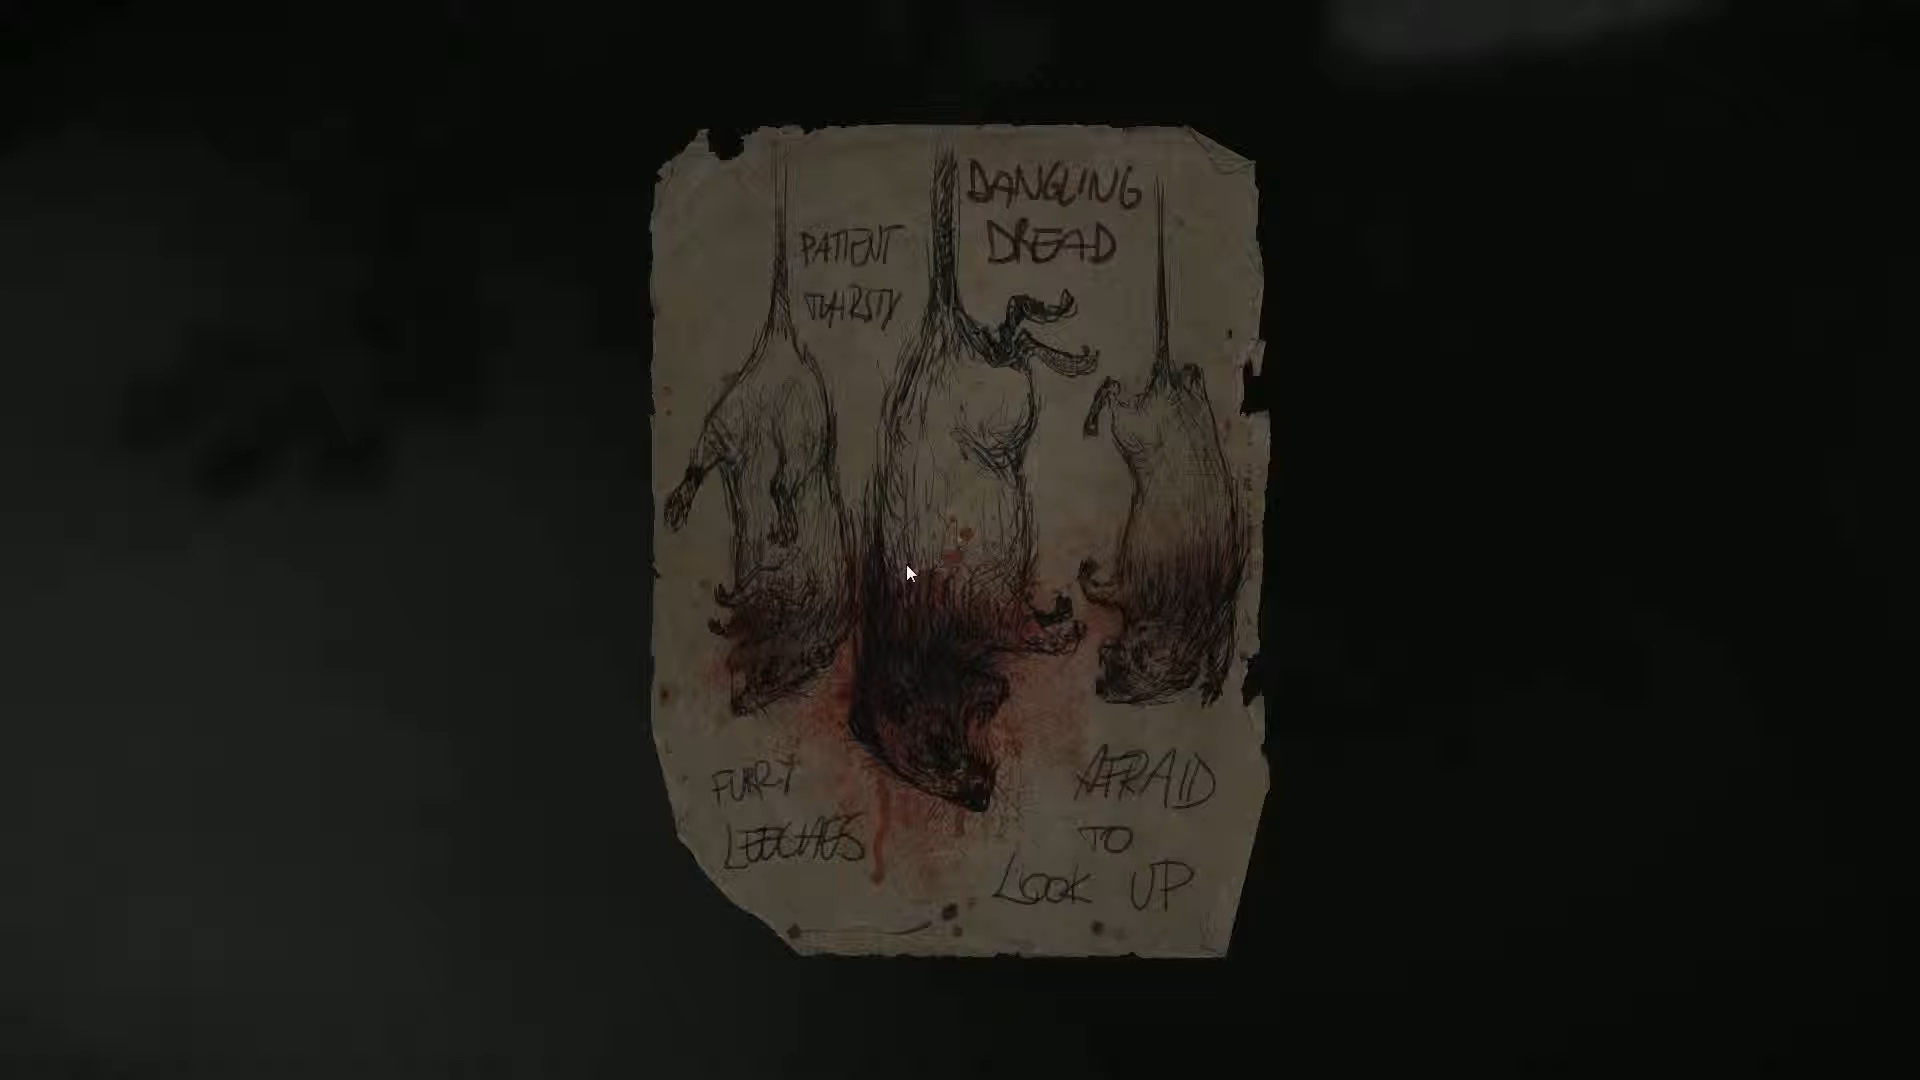 DANGLING
DREAD
PATIENT
THIRSTY
FURRY
LEECHES
AFRAID
TO
LOOK UP